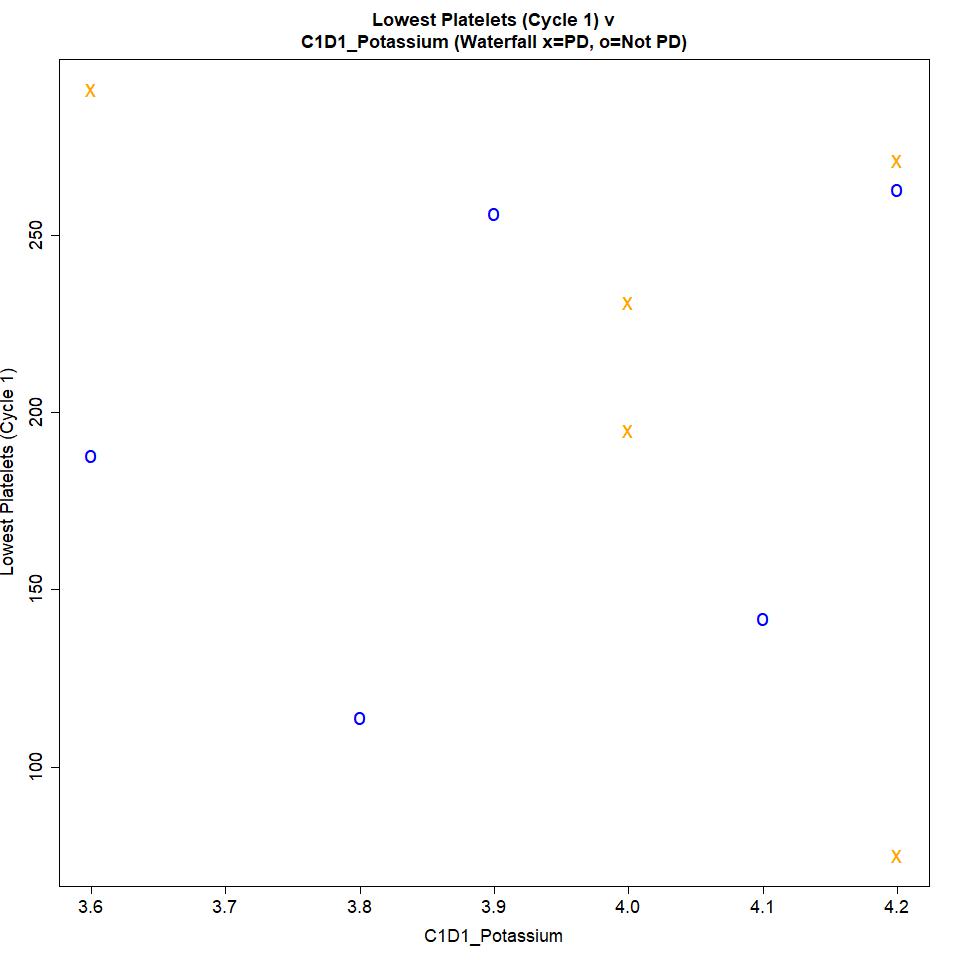 Lowest Platelets (Cycle 1) v
C1D1_Potassium (Waterfall x=PD, o=Not PD)
Lowest Platelets (Cycle 1)
250
200
150
100
X
X
O
O
X
X
O
O
O
X
3.6 3.7 3.8 3.9 4.0 4.1 4.2
C1D1_Potassium